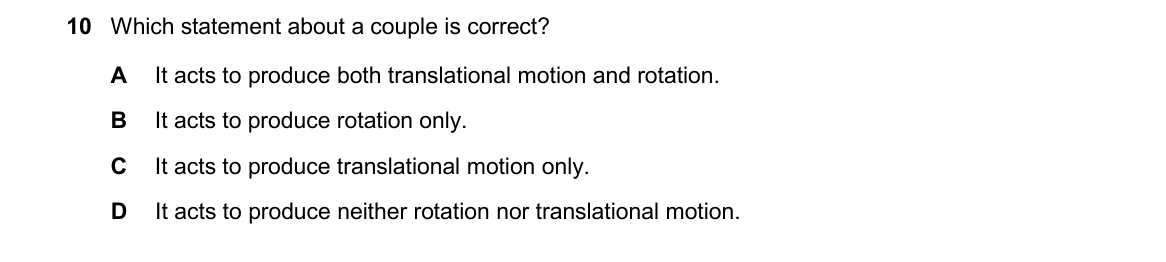 10 Which statement about a couple is correct?
A It acts to produce both translational motion and rotation.
B It acts to produce rotation only.
C It acts to produce translational motion only.
D It acts to produce neither rotation nor translational motion.